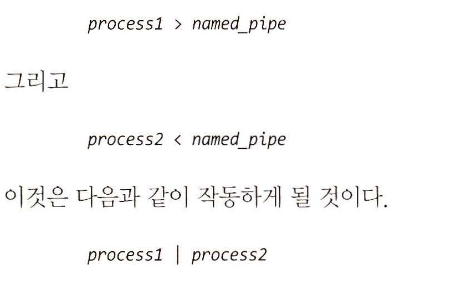 process1 > named_pipe
그리고
process2 < named_pipe
이것은 다음과 같이 작동하게 될 것이다.
process1 | process2